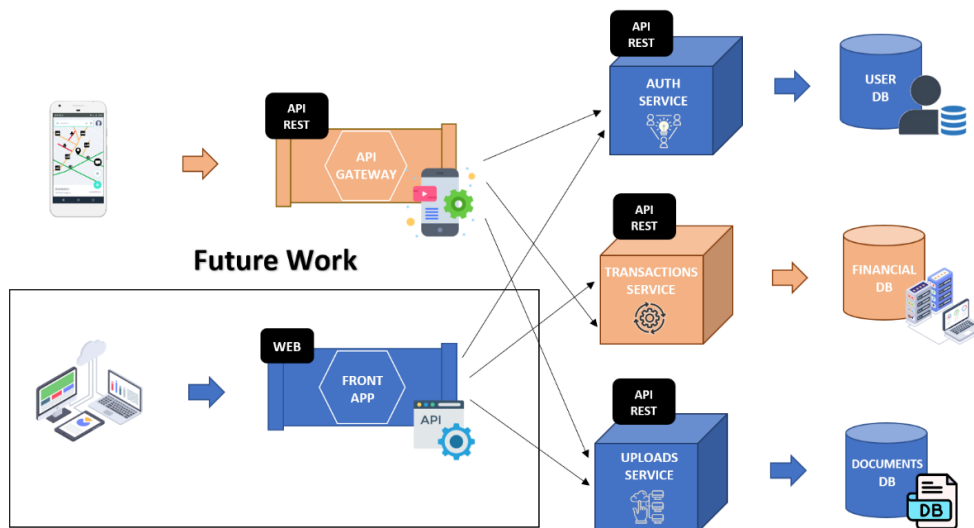 API
REST
AUTH
SERVICE
USER
DB
API
REST
API
GATEWAY
API
REST
TRANSACTIONS
SERVICE
FINANCIAL
DB
Future Work
WEB
FRONT
APP
API
API
REST
UPLOADS
SERVICE
DOCUMENTS
DB
DB